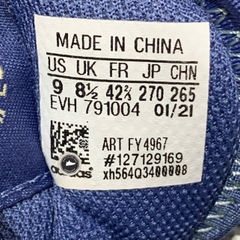 MADE IN CHINA
US UK FR JP CHN
9 8½ 42⅔ 270 265
EVH 791004 01/21
ART FY4967
#127129169
adidas xh564Q3400008